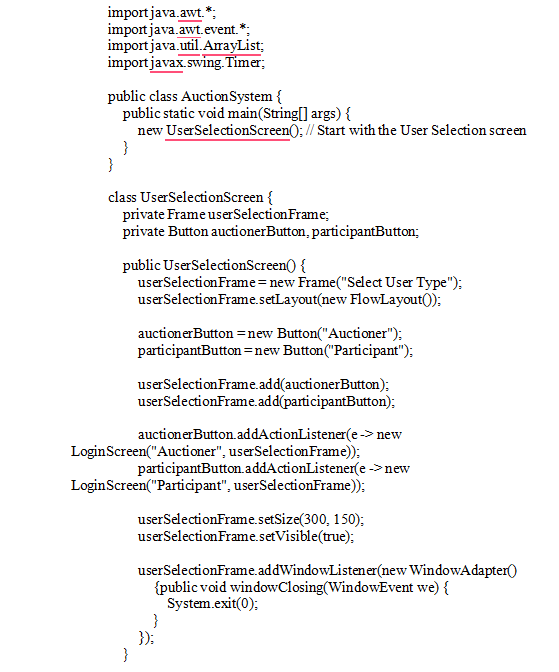 import java.awt.*;
import java.awt.event.*;
import java.util.ArrayList;
import javax.swing.Timer;
public class AuctionSystem {
public static void main(String[] args) {
new UserSelectionScreen(); // Start with the User Selection screen
}
}
class UserSelectionScreen {
private Frame userSelectionFrame;
private Button auctionerButton, participantButton;
public UserSelectionScreen() {
userSelectionFrame = new Frame("Select User Type");
userSelectionFrame.setLayout(new FlowLayout());
auctionerButton = new Button("Auctioner");
participantButton = new Button("Participant");
userSelectionFrame.add(auctionerButton);
userSelectionFrame.add(participantButton);
auctionerButton.addActionListener(e -> new
LoginScreen("Auctioner", userSelectionFrame));
participantButton.addActionListener(e -> new
LoginScreen("Participant", userSelectionFrame));
userSelectionFrame.setSize(300, 150);
userSelectionFrame.setVisible(true);
userSelectionFrame.addWindowListener(new WindowAdapter()
{public void windowClosing(WindowEvent we) {
System.exit(0);
}
});
}